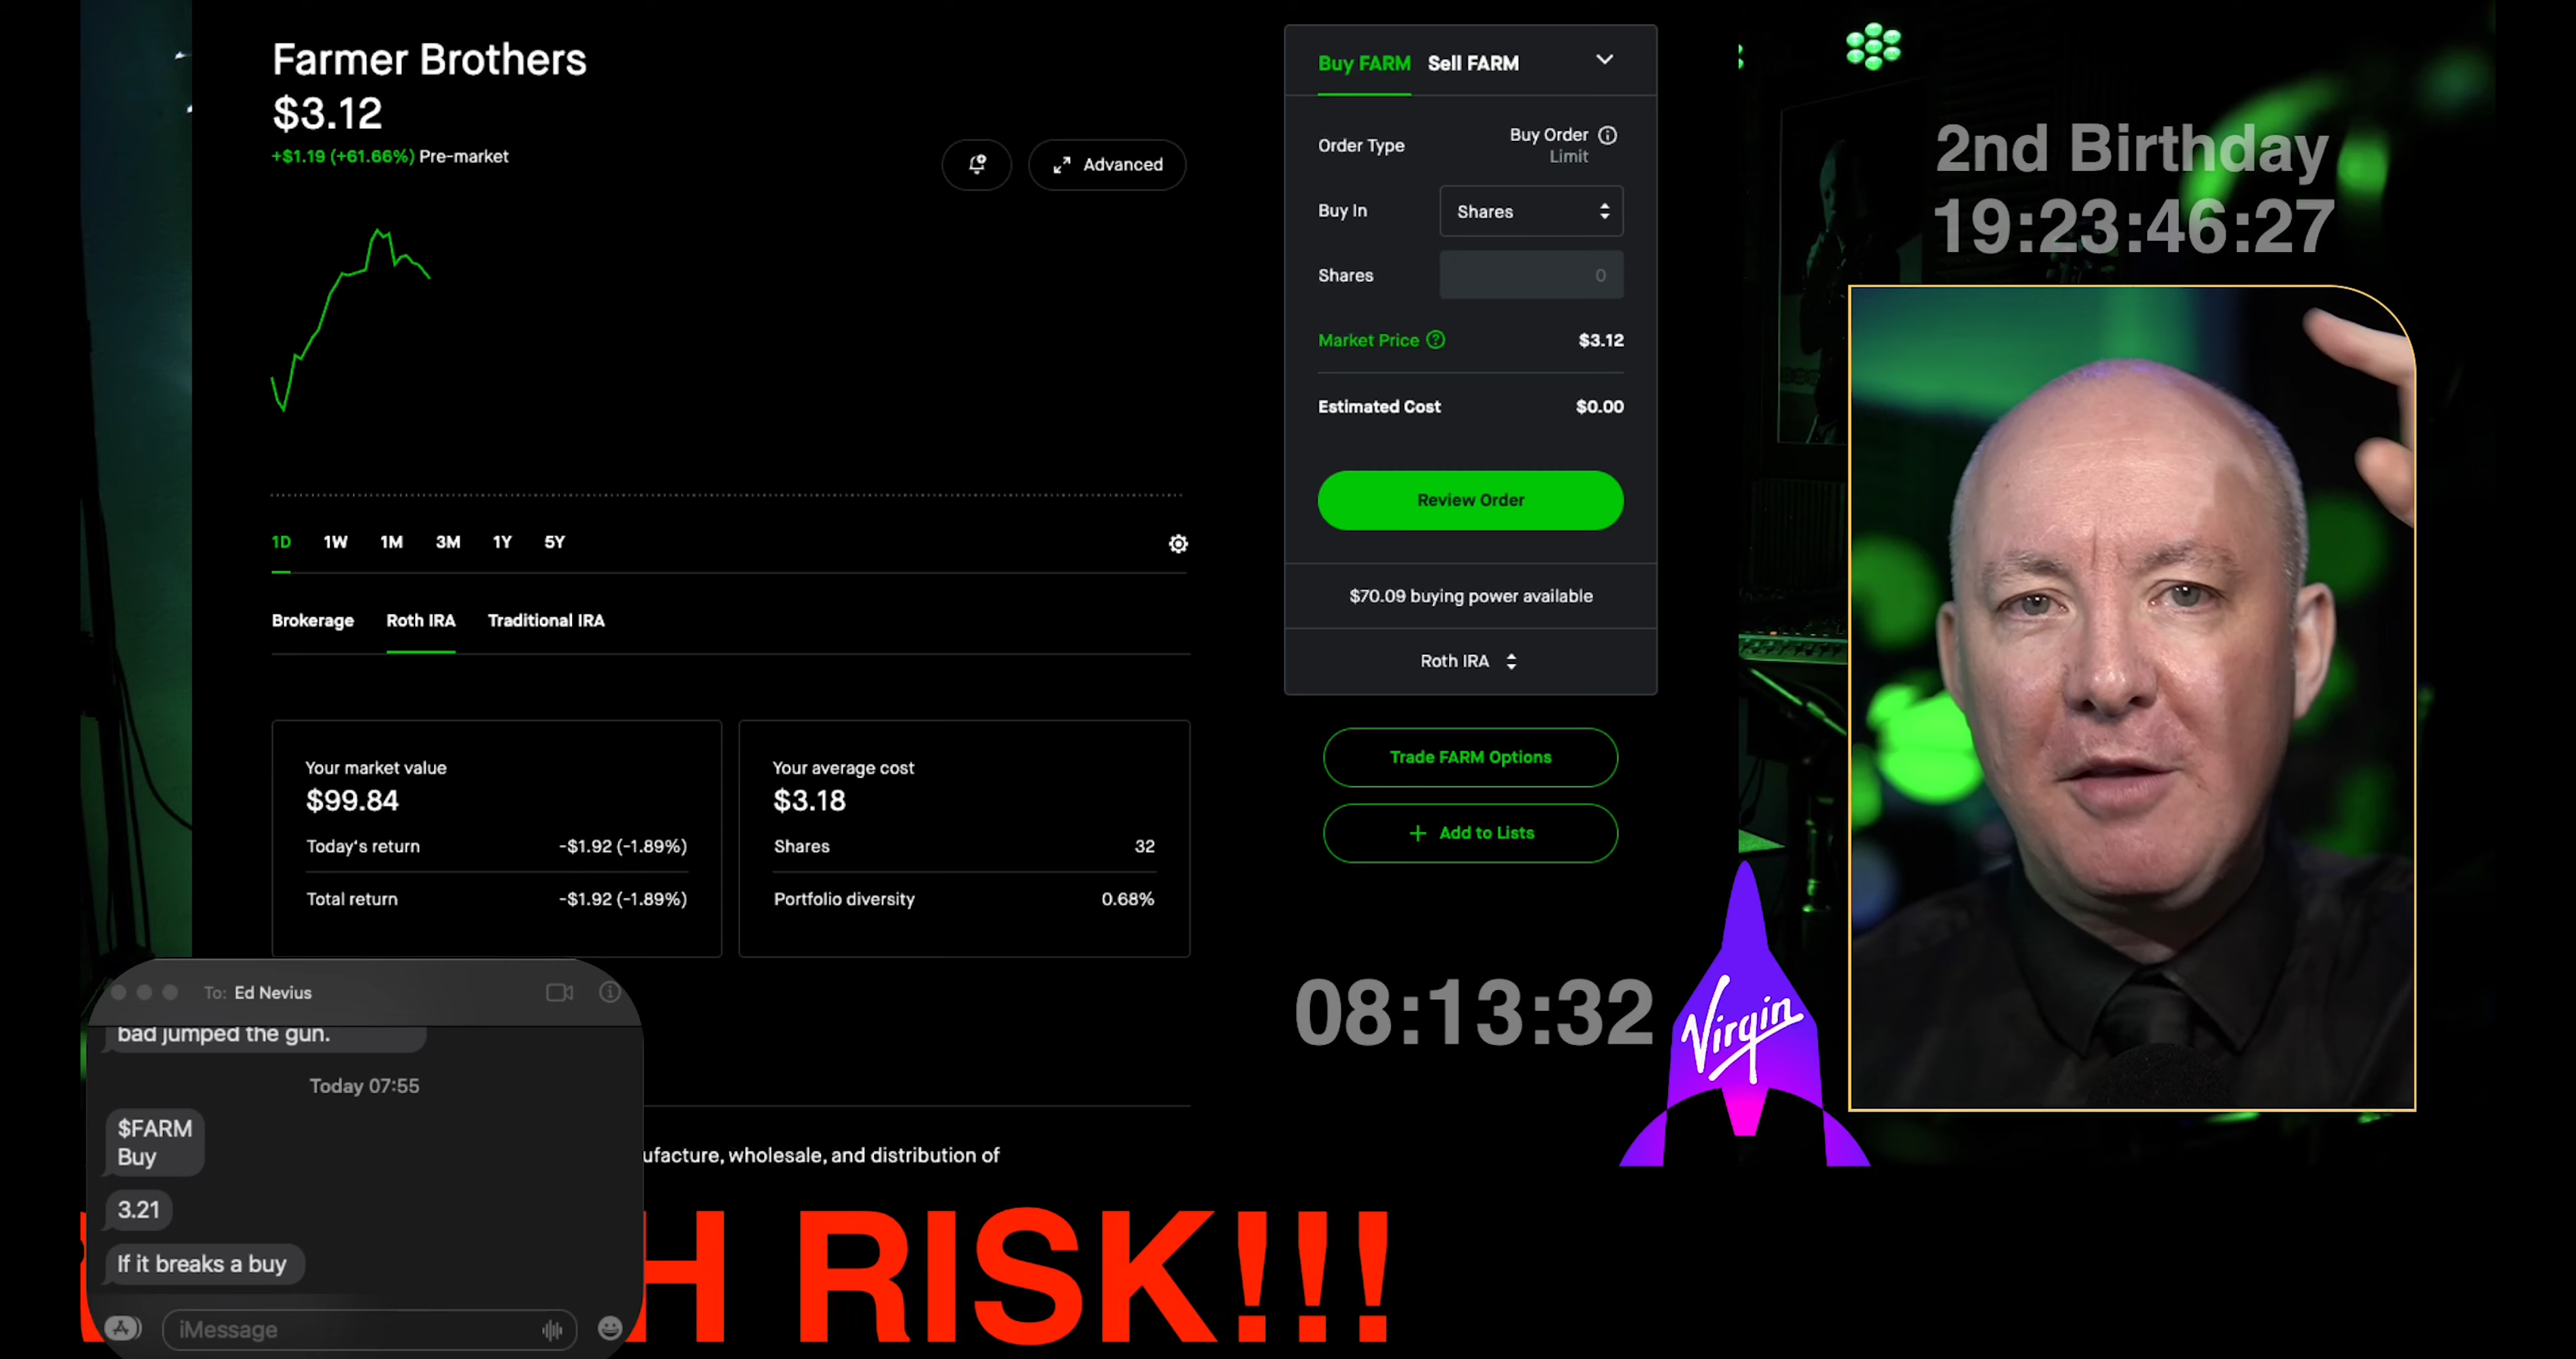 Farmer Brothers
$3.12
+$1.19 (+61.66%) Pre-market
Advanced
1D 1W 1M 3M 1Y 5Y
Brokerage Roth IRA Traditional IRA
Your market value
$99.84
Today's return -$1.92 (-1.89%)
Total return -$1.92 (-1.89%)
Your average cost
$3.18
Shares 32
Portfolio diversity 0.68%
ufacture, wholesale, and distribution of
Buy FARM Sell FARM
Order Type Buy Order
Limit
Buy In Shares
Shares 0
Market Price $3.12
Estimated Cost $0.00
Review Order
$70.09 buying power available
Roth IRA
Trade FARM Options
+ Add to Lists
08:13:32
Virgin
2nd Birthday
19:23:46:27
To: Ed Nevius
bad jumped the gun.
Today 07:55
$FARM
Buy
3.21
If it breaks a buy
iMessage
H RISK!!!